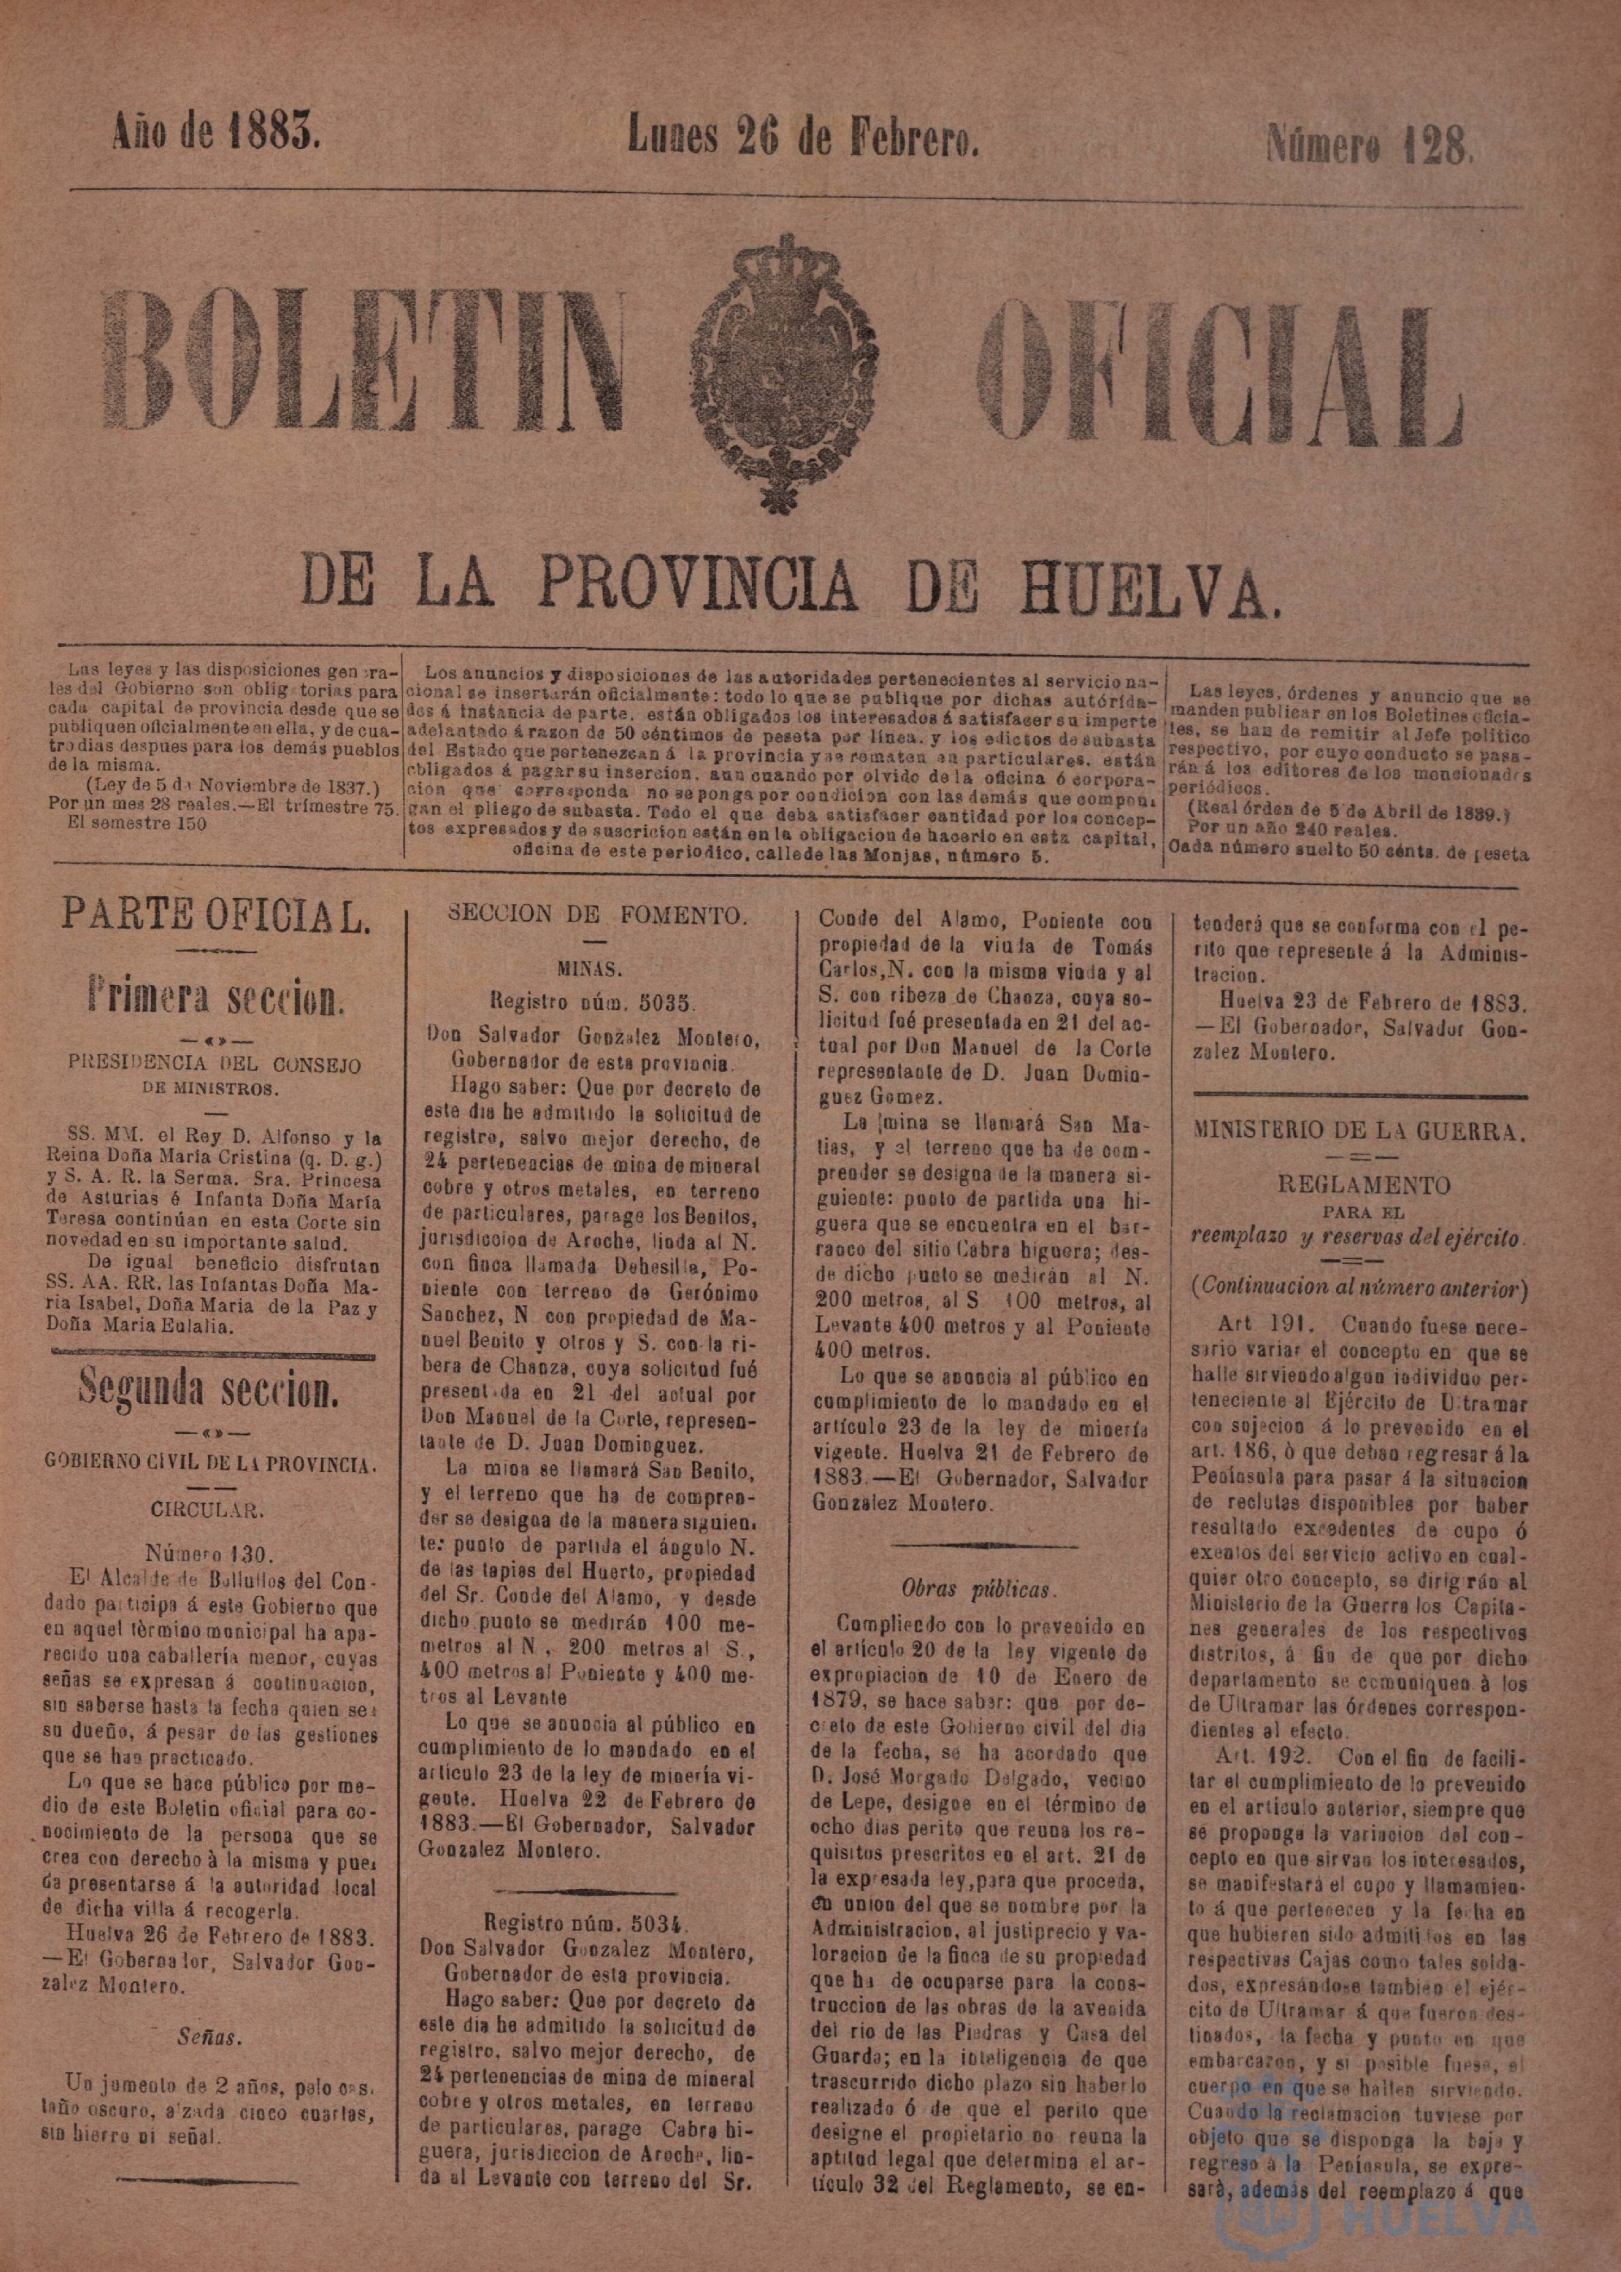 Año de 1883.
Lunes 26 de Febrero.
Número 128.
BOLETIN OFICIAL
DE LA PROVINCIA DE HUELVA.
Las leyes y las disposiciones genera-
les del Gobierno son obligatorias para
cada capital de provincia desde que se
publiquen oficialmente en ella, y de cua-
tro dias despues para los demás pueblos
de la misma.
(Ley de 5 de Noviembre de 1837.)
Por un mes 28 reales.—El trimestre 75.
El semestre 150
Los anuncios y disposiciones de las autoridades pertenecientes al servicio na-
cional se insertarán oficialmente: todo lo que se publique por dichas autórida-
des á instancia de parte, están obligados los interesados á satisfacer su importe
adelantado á razon de 50 céntimos de peseta por línea, y los edictos de subasta
del Estado que pertenezcan á la provincia y se rematen en particulares, están
obligados á pagar su insercion, aun cuando por olvido de la oficina ó corpora-
cion que corresponda no se ponga por condicion con las demás que componi
gan el pliego de subasta. Todo el que deba satisfacer cantidad por los concep-
tos expresados y de suscricion están en la obligacion de hacerlo en esta capital,
oficina de este periodico, calle de las Monjas, número 5.
Las leyes, órdenes y anuncio que se
manden publicar en los Boletines oficia-
les, se han de remitir al Jefe político
respectivo, por cuyo conducto se pasa-
rán á los editores de los mencionados
periódicos.
(Real órden de 5 de Abril de 1839.)
Por un año 240 reales.
Cada número suelto 50 cénts. de peseta
PARTE OFICIAL.
Primera seccion.
—«»—
PRESIDENCIA DEL CONSEJO
DE MINISTROS.
SS. MM. el Rey D. Alfonso y la
Reina Doña María Cristina (q. D. g.)
y S. A. R. la Serma. Sra. Princesa
de Asturias é Infanta Doña María
Teresa continúan en esta Corte sin
novedad en su importante salud.
De igual beneficio disfrutan
SS. AA. RR. las Infantas Doña Ma-
ria Isabel, Doña Maria de la Paz y
Doña Maria Eulalia.
Segunda seccion.
—«»—
GOBIERNO CIVIL DE LA PROVINCIA.
CIRCULAR.
Número 130.
El Alcalde de Bollullos del Con-
dado participa á este Gobierno que
en aquel tèrmino municipal ha apa-
recido una caballería menor, cuyas
señas se expresan á continuacion,
sin saberse hasta la fecha quien sea
su dueño, á pesar de las gestiones
que se han practicado.
Lo que se hace público por me-
dio de este Boletin oficial para co-
nocimiento de la persona que se
crea con derecho à la misma y pue-
da presentarse á la autoridad local
de dicha villa á recogerla.
Huelva 26 de Febrero de 1883.
—El Gobernador, Salvador Gon-
zalez Montero.
Señas.
Un jumento de 2 años, pelo cas-
taño oscuro, alzada cinco cuartas,
sin hierro ni señal.
SECCION DE FOMENTO.
MINAS.
Registro núm. 5035.
Don Salvador Gonzalez Montero,
Gobernador de esta provincia.
Hago saber: Que por decreto de
este dia he admitido la solicitud de
registro, salvo mejor derecho, de
24 pertenencias de mina de mineral
cobre y otros metales, en terreno
de particulares, parage los Benitos,
jurisdiccion de Aroche, linda al N.
con finca llamada Dehesilla, Po-
niente con terreno de Gerónimo
Sanchez, N con propiedad de Ma-
nuel Benito y otros y S. con la ri-
bera de Chanza, cuya solicitud fué
presentada en 21 del actual por
Don Manuel de la Corte, represen-
tante de D. Juan Dominguez.
La mina se llamará San Benito,
y el terreno que ha de compren-
der se designa de la manera siguien.
te: punto de partida el ángulo N.
de las tapias del Huerto, propiedad
del Sr. Conde del Alamo, y desde
dicho punto se medirán 100 me-
metros al N., 200 metros al S.,
400 metros al Poniente y 400 me-
tros al Levante
Lo que se anuncia al público en
cumplimiento de lo mandado en el
articulo 23 de la ley de minería vi-
gente. Huelva 22 de Febrero de
1883.—El Gobernador, Salvador
Gonzalez Montero.
Registro núm. 5034.
Don Salvador Gonzalez Montero,
Gobernador de esta provincia.
Hago saber: Que por decreto de
este dia he admitido la solicitud de
registro, salvo mejor derecho, de
24 pertenencias de mina de mineral
cobre y otros metales, en terreno
de particulares, parage Cabra hi-
guera, jurisdiccion de Aroche, lin-
da al Levante con terreno del Sr.
Conde del Alamo, Poniente con
propiedad de la viuda de Tomás
Carlos, N. con la misma viuda y al
S. con ribeza de Chanza, cuya so-
licitud fué presentada en 21 del ac-
tual por Don Manuel de la Corte
representante de D. Juan Domin-
guez Gomez.
La mina se llamará San Ma-
tias, y el terreno que ha de com-
prender se designa de la manera si-
guiente: punto de partida una hi-
guera que se encuentra en el bar-
ranco del sitio Cabra higuera; des-
de dicho punto se medirán al N.
200 metros, al S 100 metros, al
Levante 400 metros y al Poniente
400 metros.
Lo que se anuncia al público en
cumplimiento de lo mandado en el
artículo 23 de la ley de minería
vigente. Huelva 21 de Febrero de
1883.—El Gobernador, Salvador
Gonzalez Montero.
Obras públicas.
Cumpliendo con lo prevenido en
el artículo 20 de la ley vigente de
expropiacion de 10 de Enero de
1879, se hace saber: que por de-
creto de este Gobierno civil del dia
de la fecha, se ha acordado que
D. José Morgado Delgado, vecino
de Lepe, designe en el término de
ocho dias perito que reuna los re-
quisitos prescritos en el art. 21 de
la expresada ley, para que proceda,
en union del que se nombre por la
Administracion, al justiprecio y va-
loracion de la finca de su propiedad
que ha de ocuparse para la cons-
truccion de las obras de la avenida
del rio de las Piedras y Casa del
Guarda; en la inteligencia de que
trascurrido dicho plazo sin haberlo
realizado ó de que el perito que
designe el propietario no reuna la
aptitud legal que determina el ar-
tículo 32 del Reglamento, se en-
tenderá que se conforma con el pe-
rito que represente á la Adminis-
tracion.
Huelva 23 de Febrero de 1883.
—El Gobernador, Salvador Gon-
zalez Montero.
MINISTERIO DE LA GUERRA.
REGLAMENTO
PARA EL
reemplazo y reservas del ejército.
(Continuacion al número anterior)
Art 191. Cuando fuese nece-
sario variar el concepto en que se
halle sirviendo algun individuo per-
teneciente al Ejército de Ultramar
con sujecion á lo prevenido en el
art. 186, ò que deban regresar á la
Península para pasar á la situacion
de reclutas disponibles por haber
resultado excedentes de cupo ó
exentos del servicio activo en cual-
quier otro concepto, se dirigirán al
Ministerio de la Guerra los Capita-
nes generales de los respectivos
distritos, á fin de que por dicho
departamento se comuniquen à los
de Ultramar las órdenes correspon-
dientes al efecto.
Art. 192. Con el fin de facili-
tar el cumplimiento de lo prevenido
en el artículo anterior, siempre que
se proponga la variacion del con-
cepto en que sirvan los interesados,
se manifestará el cupo y llamamien-
to á que pertenecen y la fecha en
que hubieren sido admitidos en las
respectivas Cajas como tales solda-
dos, expresándose tambien el ejér-
cito de Ultramar á que fueron des-
tinados, la fecha y punto en que
embarcaron, y si posible fuese, el
cuerpo en que se hallen sirviendo.
Cuando la reclamacion tuviese por
objeto que se disponga la baja y
regreso á la Península, se expre-
sarà, además del reemplazo á que
HUELVA